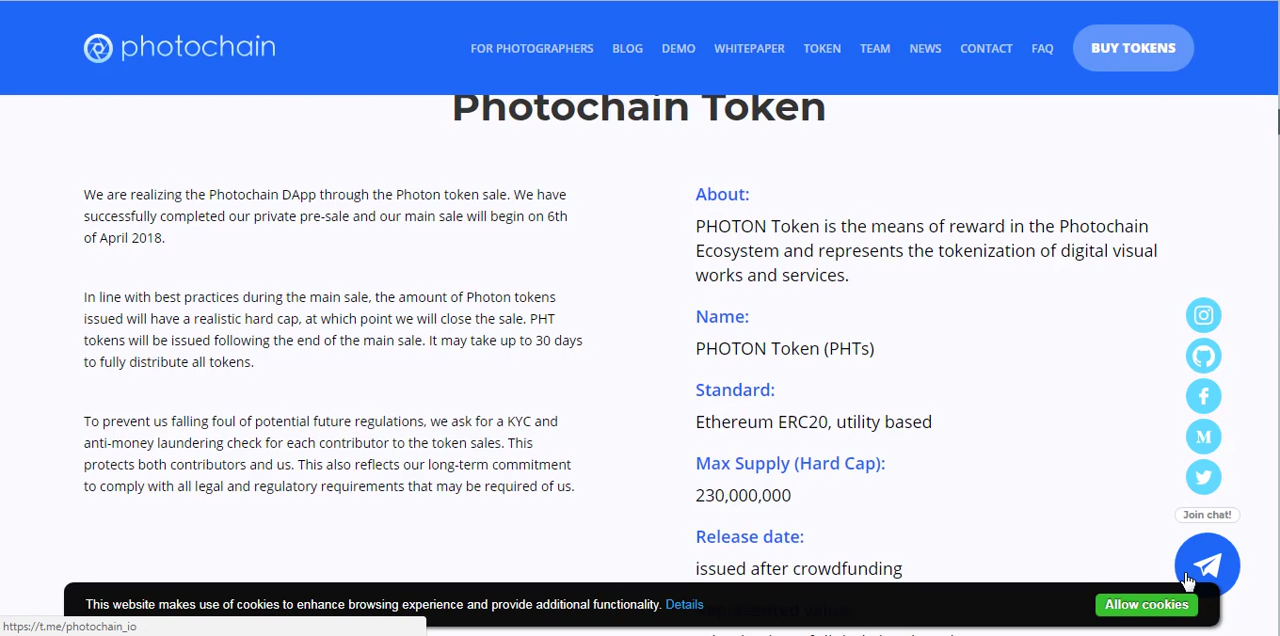 photochain
FOR PHOTOGRAPHERS BLOG DEMO WHITEPAPER TOKEN TEAM NEWS CONTACT FAQ BUY TOKENS
Photochain Token
We are realizing the Photochain DApp through the Photon token sale. We have
successfully completed our private pre-sale and our main sale will begin on 6th
of April 2018.
In line with best practices during the main sale, the amount of Photon tokens
issued will have a realistic hard cap, at which point we will close the sale. PHT
tokens will be issued following the end of the main sale. It may take up to 30 days
to fully distribute all tokens.
To prevent us falling foul of potential future regulations, we ask for a KYC and
anti-money laundering check for each contributor to the token sales. This
protects both contributors and us. This also reflects our long-term commitment
to comply with all legal and regulatory requirements that may be required of us.
About:
PHOTON Token is the means of reward in the Photochain
Ecosystem and represents the tokenization of digital visual
works and services.
Name:
PHOTON Token (PHTs)
Standard:
Ethereum ERC20, utility based
Max Supply (Hard Cap):
230,000,000
Release date:
issued after crowdfunding
Join chat!
This website makes use of cookies to enhance browsing experience and provide additional functionality. Details
Allow cookies
https://t.me/photochain_io